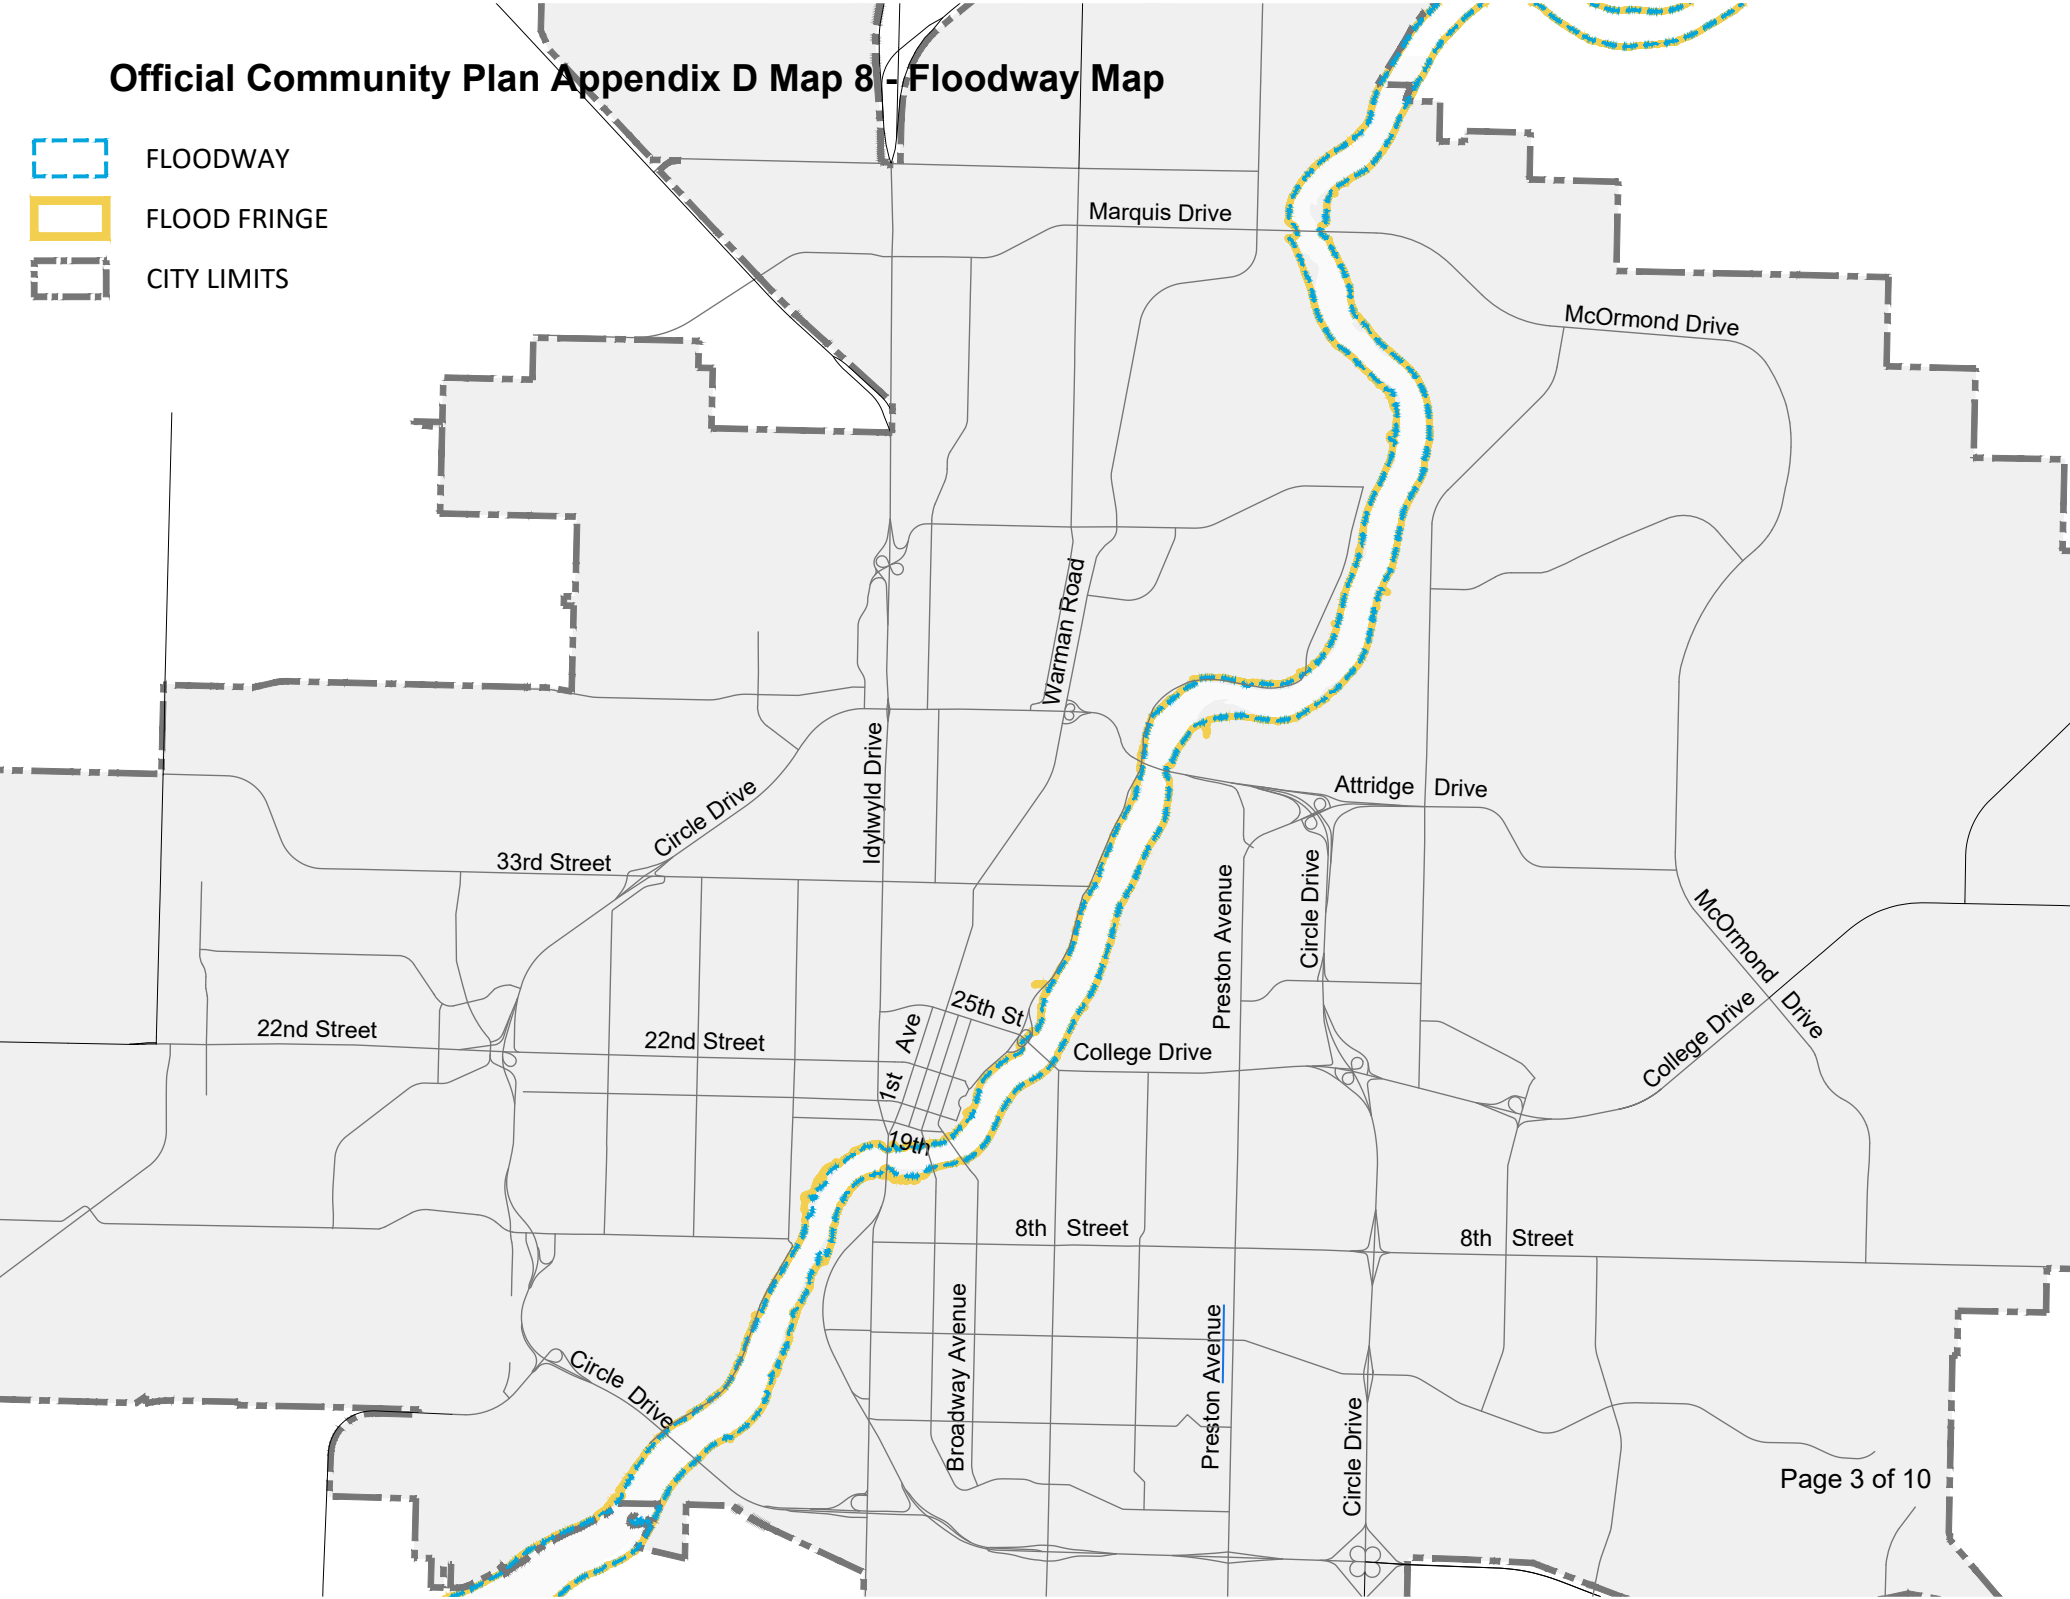 Official Community Plan Appendix D Map 8 - Floodway Map
FLOODWAY
FLOOD FRINGE
CITY LIMITS
Marquis Drive
McOrmond Drive
Warman Road
Idylwyld Drive
Circle Drive
Attridge Drive
33rd Street
Preston Avenue
Circle Drive
McOrmond Drive
College Drive
25th St
1st Ave
22nd Street
22nd Street
College Drive
19th
8th Street
8th Street
Broadway Avenue
Preston Avenue
Circle Drive
Circle Drive
Page 3 of 10